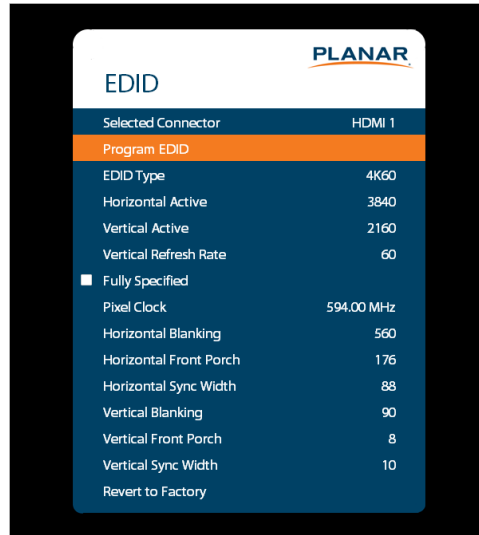 PLANAR
EDID
Selected Connector HDMI 1
Program EDID
EDID Type 4K60
Horizontal Active 3840
Vertical Active 2160
Vertical Refresh Rate 60
Fully Specified
Pixel Clock 594.00 MHz
Horizontal Blanking 560
Horizontal Front Porch 176
Horizontal Sync Width 88
Vertical Blanking 90
Vertical Front Porch 8
Vertical Sync Width 10
Revert to Factory